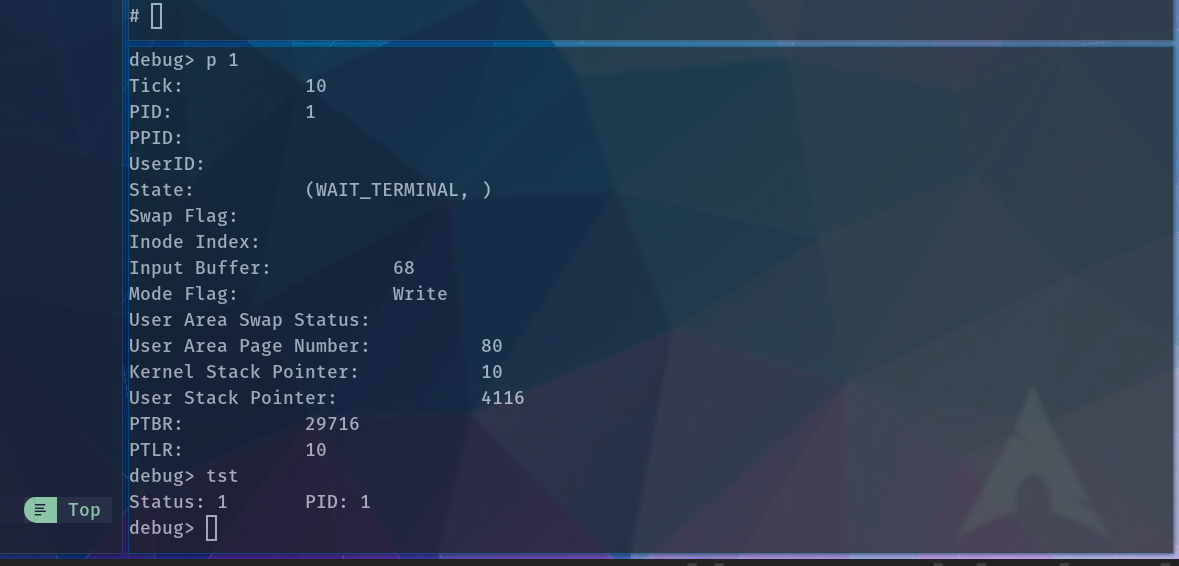 #
debug> p 1
Tick: 10
PID: 1
PPID:
UserID:
State: (WAIT_TERMINAL, )
Swap Flag:
Inode Index:
Input Buffer: 68
Mode Flag: Write
User Area Swap Status:
User Area Page Number: 80
Kernel Stack Pointer: 10
User Stack Pointer: 4116
PTBR: 29716
PTLR: 10
debug> tst
Status: 1 PID: 1
Top
debug>